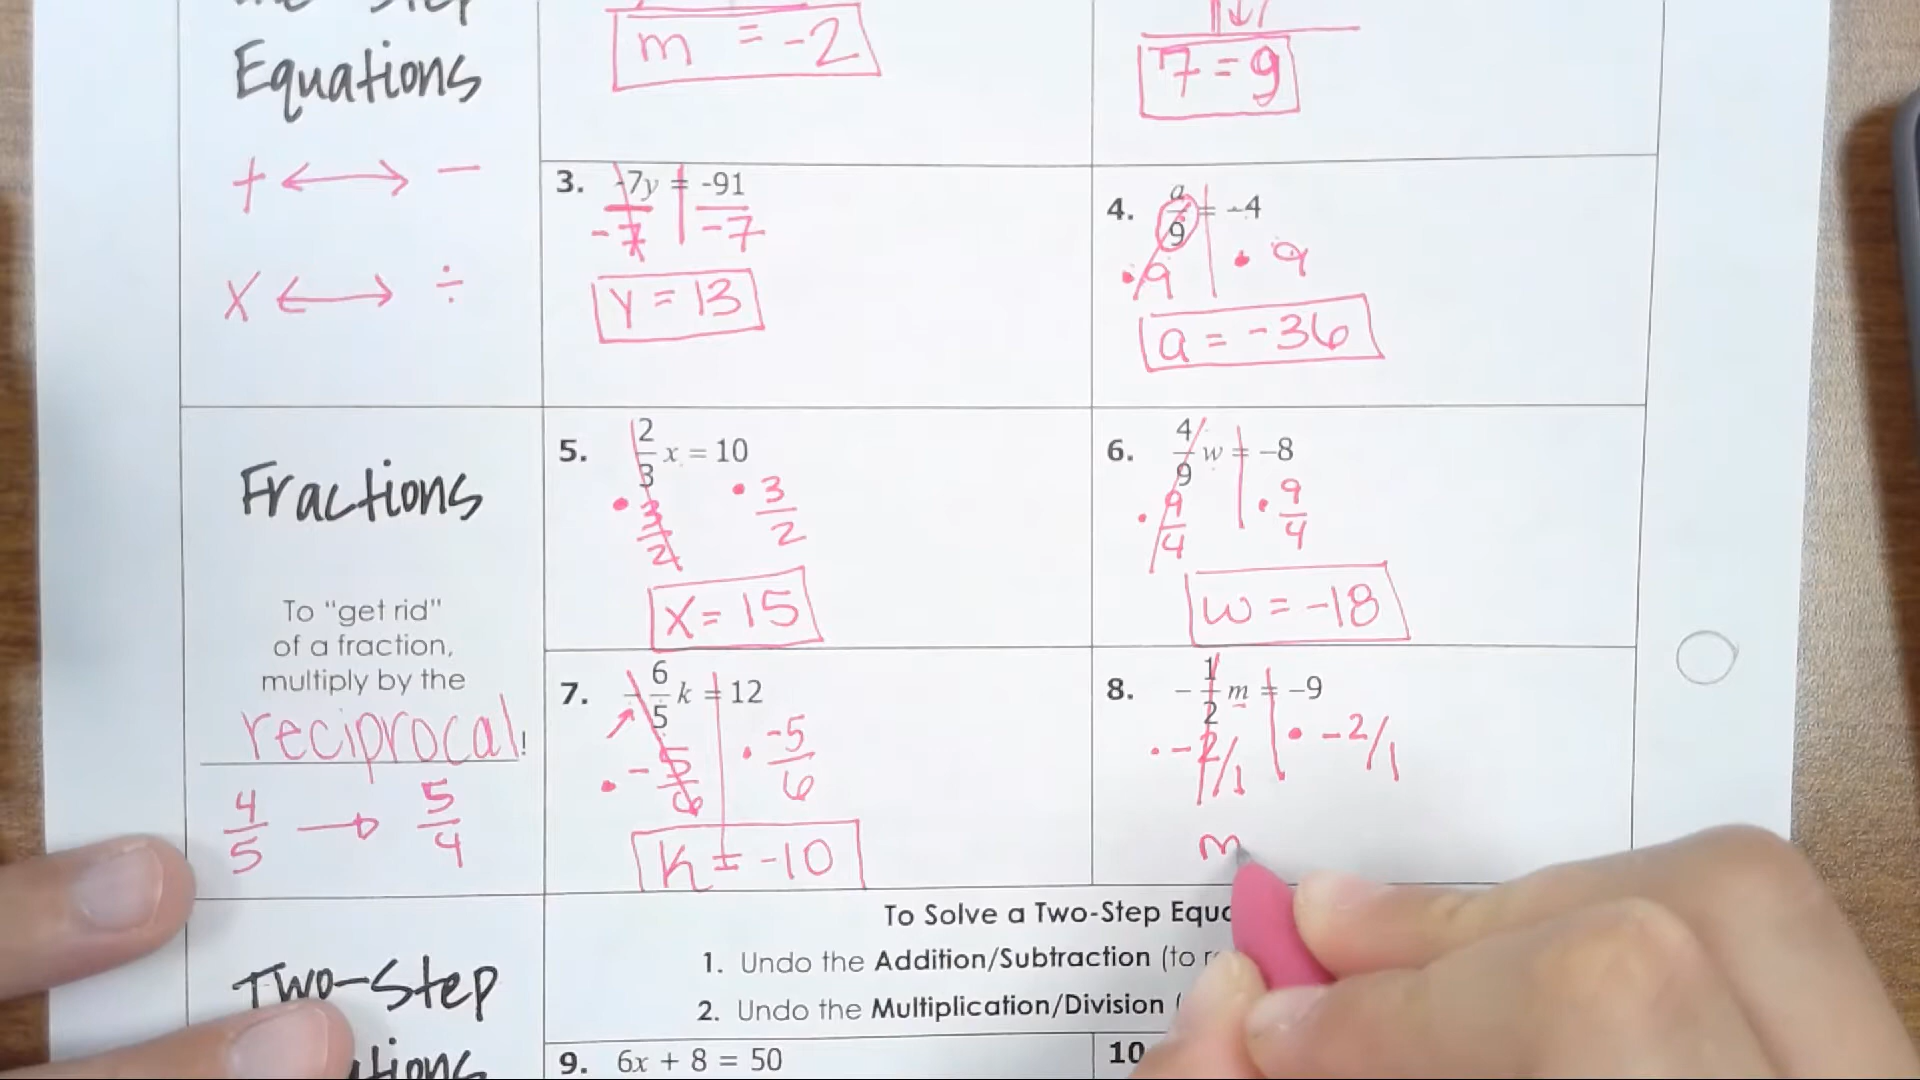 Step
Equations
+ ↔ −
x ↔ ÷
m = -2
7 = 9
3. -7y = -91
-7 -7
y = 13
4. a/9 = -4
• 9 • 9
a = -36
Fractions
To "get rid"
of a fraction,
multiply by the
reciprocal!
4/5 → 5/4
5. 2/3 x = 10
• 3/2 • 3/2
x = 15
6. 4/9 w = -8
• 9/4 • 9/4
w = -18
7. - 6/5 k = 12
• - 5/6 • -5/6
k = -10
8. - 1/2 m = -9
• -2/1 • -2/1
m
Two-Step
To Solve a Two-Step
1. Undo the Addition/Subtraction (to
2. Undo the Multiplication/Division (
9. 6x + 8 = 50
10